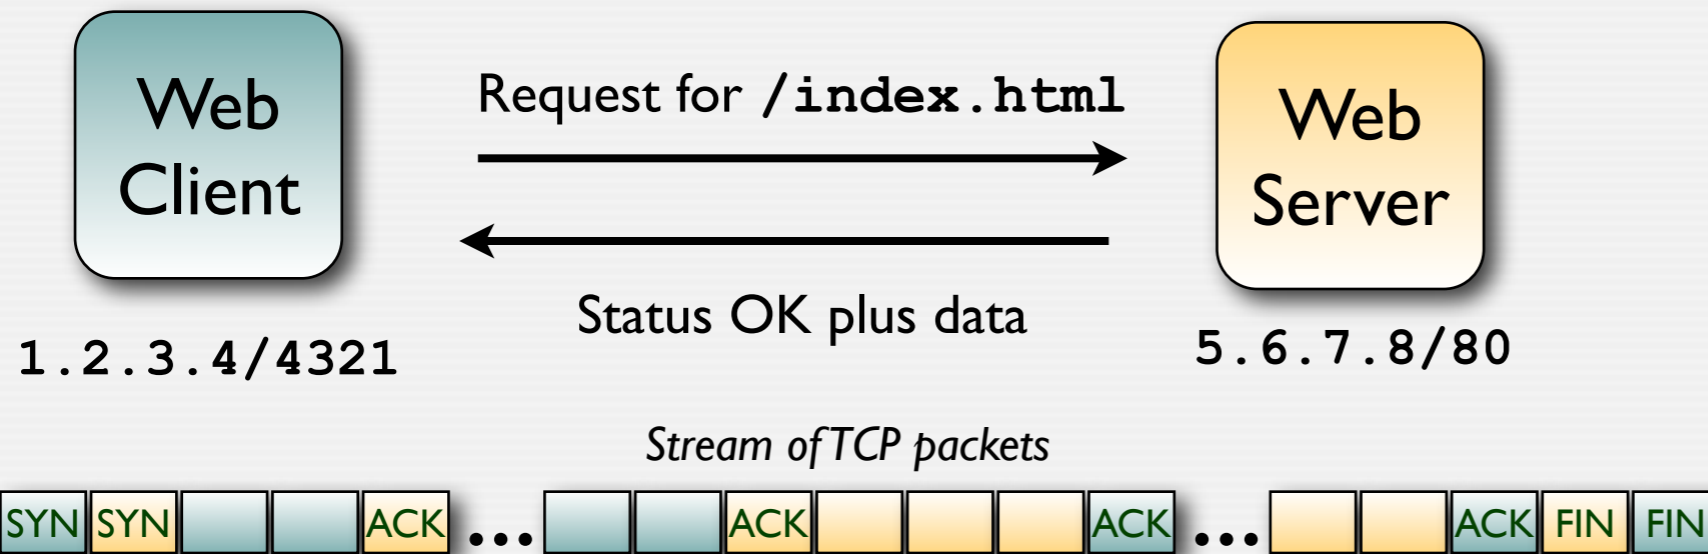 Web
Client
Request for /index.html
Web
Server
Status OK plus data
1.2.3.4/4321
5.6.7.8/80
Stream of TCP packets
SYN SYN ACK ... ACK ACK ... ACK FIN FIN